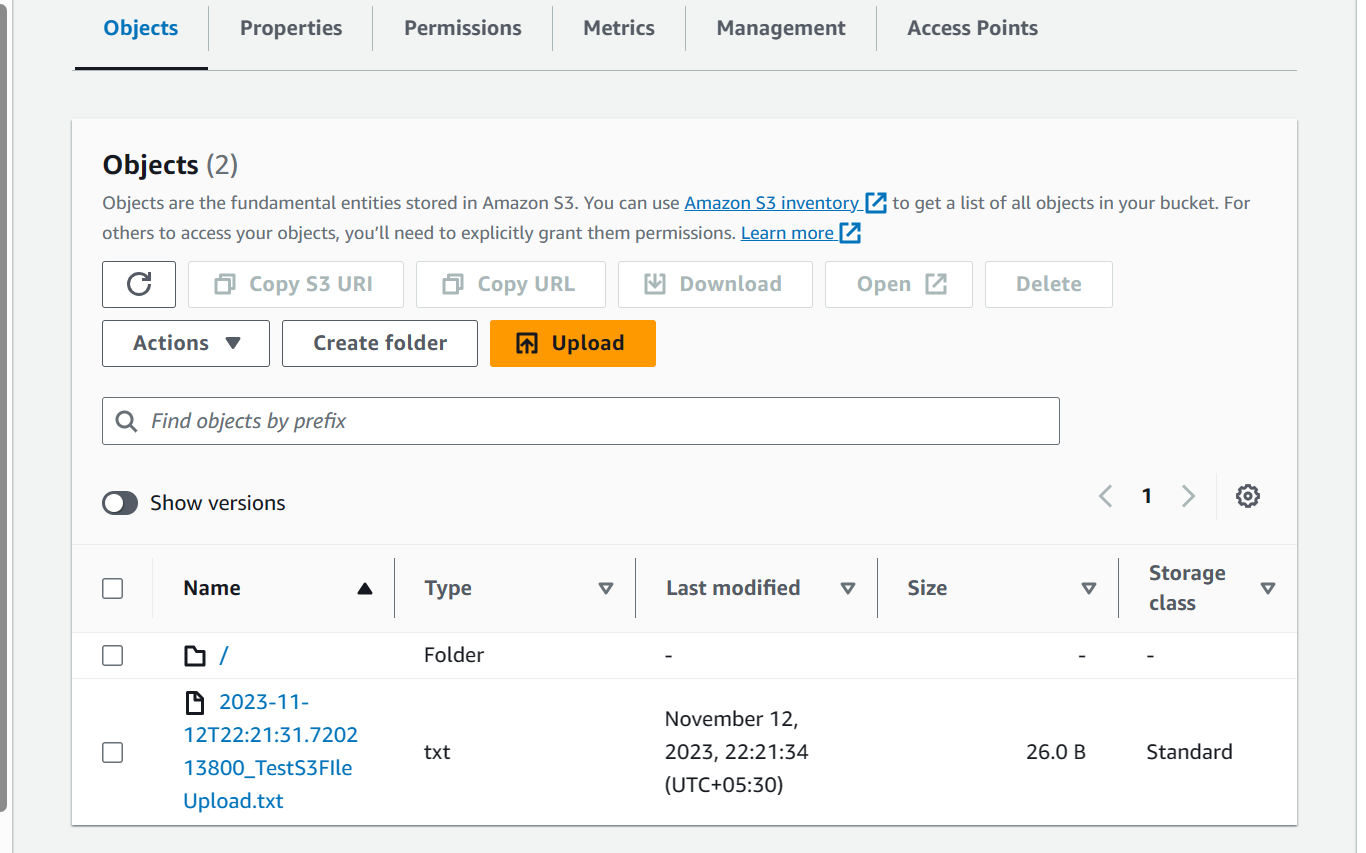 Objects Properties Permissions Metrics Management Access Points
Objects (2)
Objects are the fundamental entities stored in Amazon S3. You can use Amazon S3 inventory to get a list of all objects in your bucket. For
others to access your objects, you’ll need to explicitly grant them permissions. Learn more
Copy S3 URI Copy URL Download Open Delete
Actions Create folder Upload
Find objects by prefix
Show versions 1
Name Type Last modified Size Storage
class
/ Folder - - -
2023-11-
12T22:21:31.7202
13800_TestS3FIle
Upload.txt
txt
November 12,
2023, 22:21:34
(UTC+05:30)
26.0 B
Standard